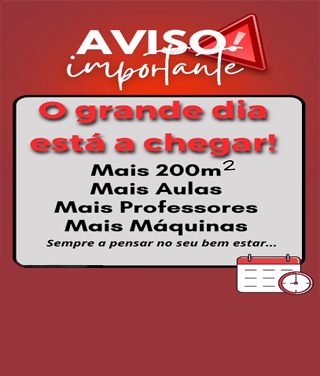 AVISO!
importante
O grande dia
está a chegar!
Mais 200m²
Mais Aulas
Mais Professores
Mais Máquinas
Sempre a pensar no seu bem estar...